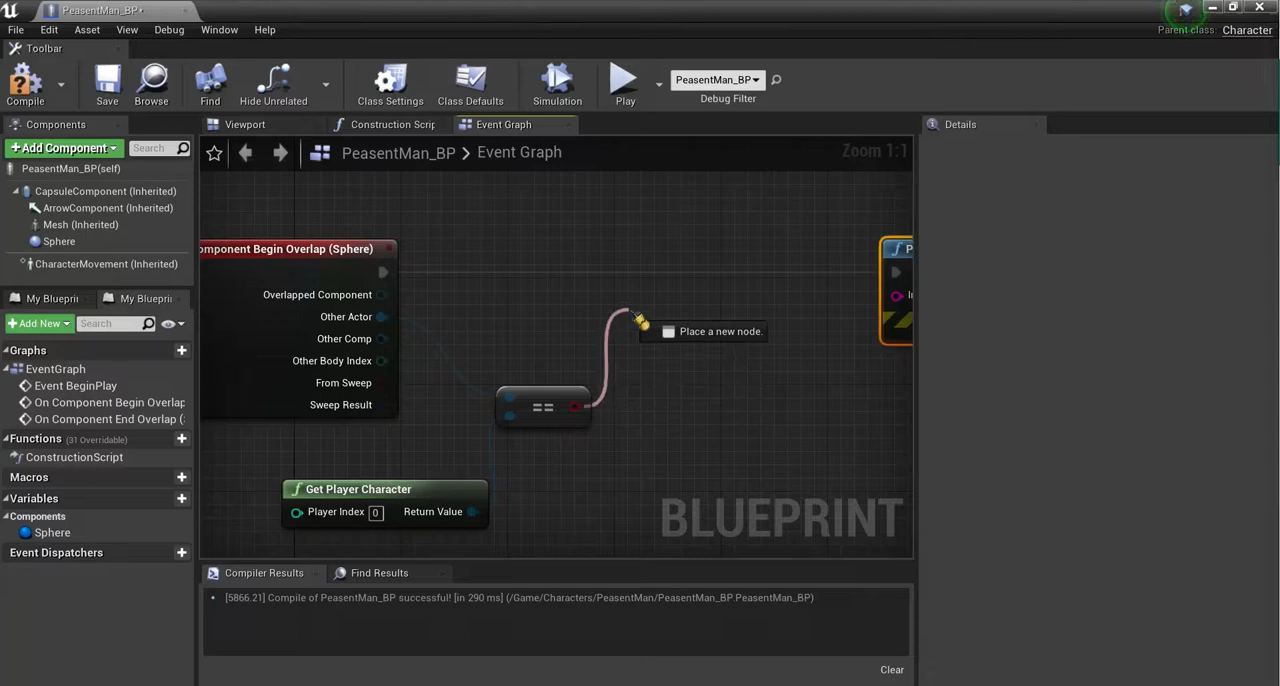 PeasentMan_BP•
File Edit Asset View Debug Window Help
Parent class: Character
Toolbar
Compile Save Browse Find Hide Unrelated Class Settings Class Defaults Simulation Play
PeasentMan_BP
Debug Filter
Components
Viewport Construction Scrip Event Graph Details
+Add Component Search
PeasentMan_BP > Event Graph Zoom 1:1
PeasentMan_BP(self)
CapsuleComponent (Inherited)
ArrowComponent (Inherited)
Mesh (Inherited)
Sphere
CharacterMovement (Inherited)
omponent Begin Overlap (Sphere)
Overlapped Component
Other Actor
Other Comp
Other Body Index
From Sweep
Sweep Result
Place a new node.
P
I
==
Get Player Character
Player Index 0 Return Value
BLUEPRINT
My Blueprin My Blueprin
+Add New Search
Graphs
EventGraph
Event BeginPlay
On Component Begin Overlap
On Component End Overlap (
Functions (31 Overridable)
ConstructionScript
Macros
Variables
Components
Sphere
Event Dispatchers
Compiler Results Find Results
[5866.21] Compile of PeasentMan_BP successful! [in 290 ms] (/Game/Characters/PeasentMan/PeasentMan_BP.PeasentMan_BP)
Clear